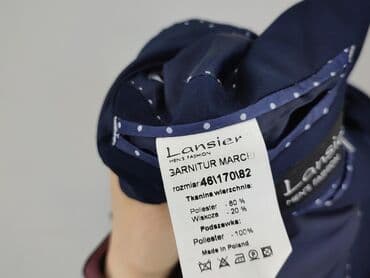 Lansier
MEN'S FASHION
GARNITUR MARC
rozmiar 46\170\82
Tkanina wierzchnia:
Poliester - 80 %
Wiskoza - 20 %
Podszewka:
Poliester -100%
Made in Poland
Lansier
MEN'S FASHION